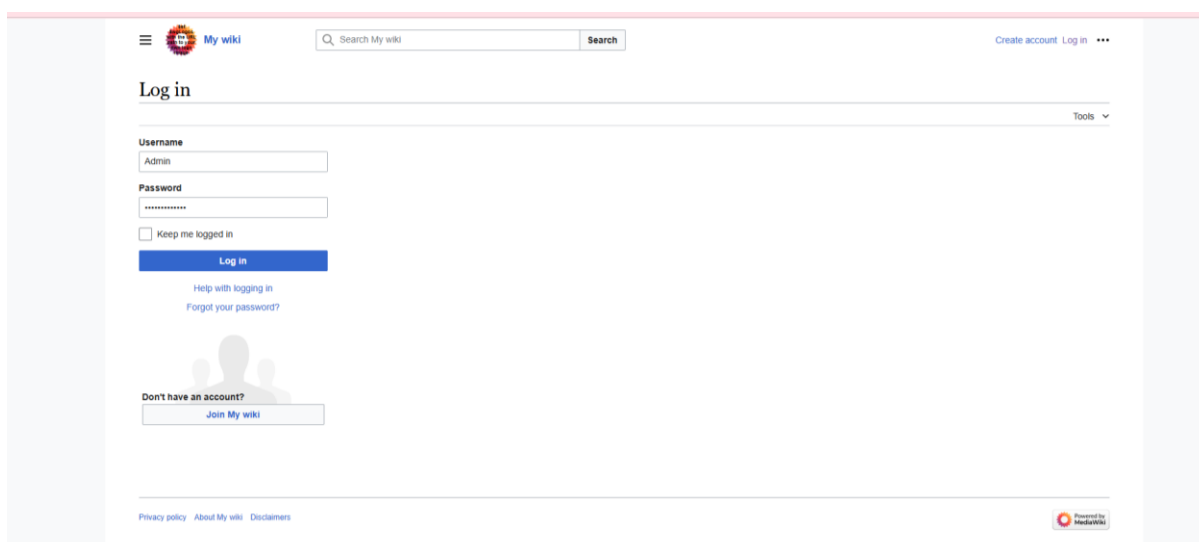 My wiki
Search My wiki
Search
Create account Log in
Log in
Tools
Username
Admin
Password
•••••••••••••
Keep me logged in
Log in
Help with logging in
Forgot your password?
Don't have an account?
Join My wiki
Privacy policy About My wiki Disclaimers
Powered by
MediaWiki